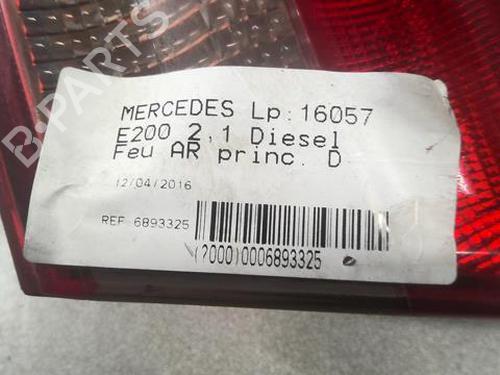 B-PARTS
MERCEDES Lp:16057
E200 2,1 Diesel
Feu AR princ. D
12/04/2016
REF 6893325
(2000)0006893325